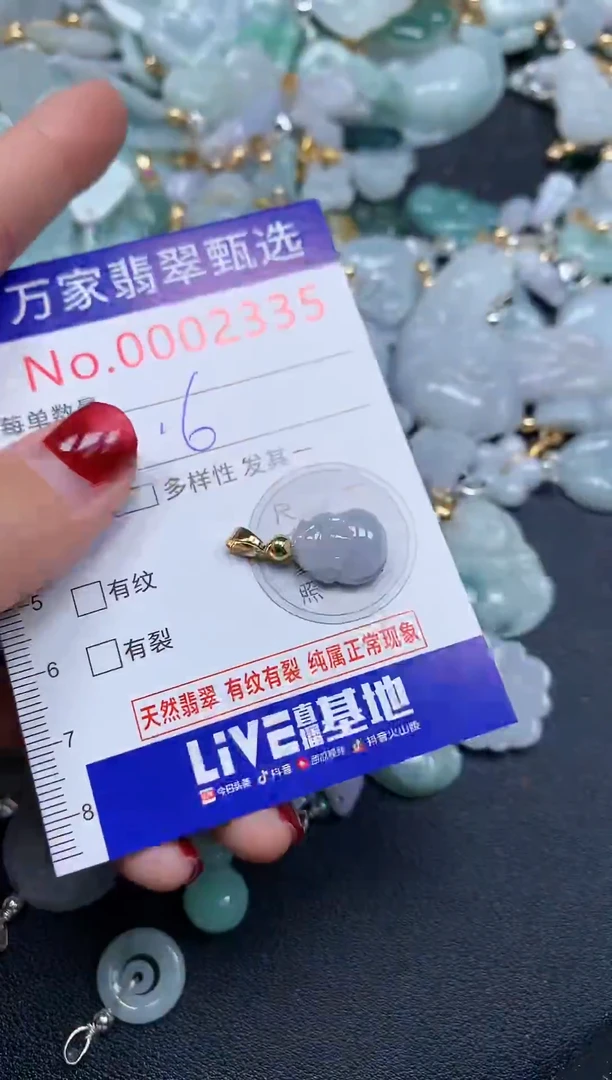 万家翡翠甄选
No.0002335
每单数量
.6
多样性 发其一
尺
照
有纹
有裂
5
6
7
8
天然翡翠 有纹有裂 纯属正常现象
LiVE直播基地
今日头条 抖音 西瓜视频 抖音火山版